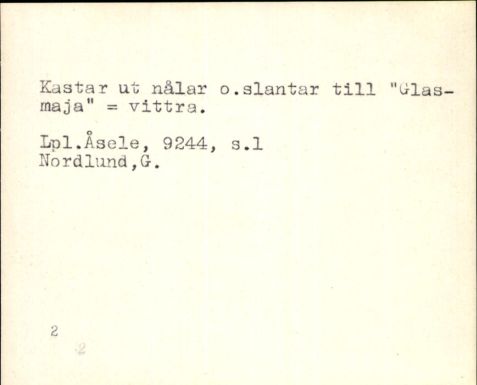 Kastar ut nålar o.slantar till "Glas-
maja" = vittra.
Lpl.Åsele, 9244, s.1
Nordlund,G.
2
2